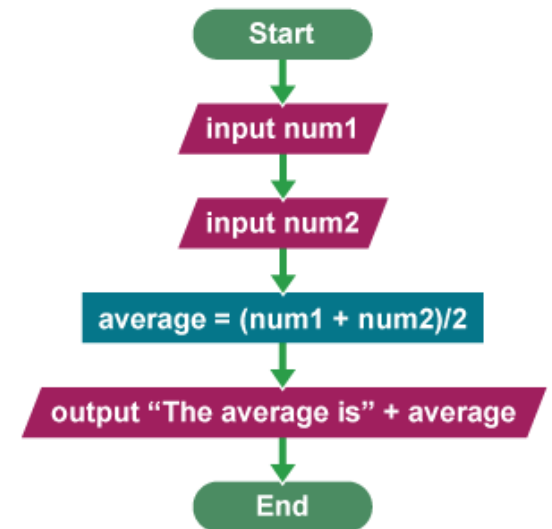 Start
input num1
input num2
average = (num1 + num2)/2
output “The average is” + average
End